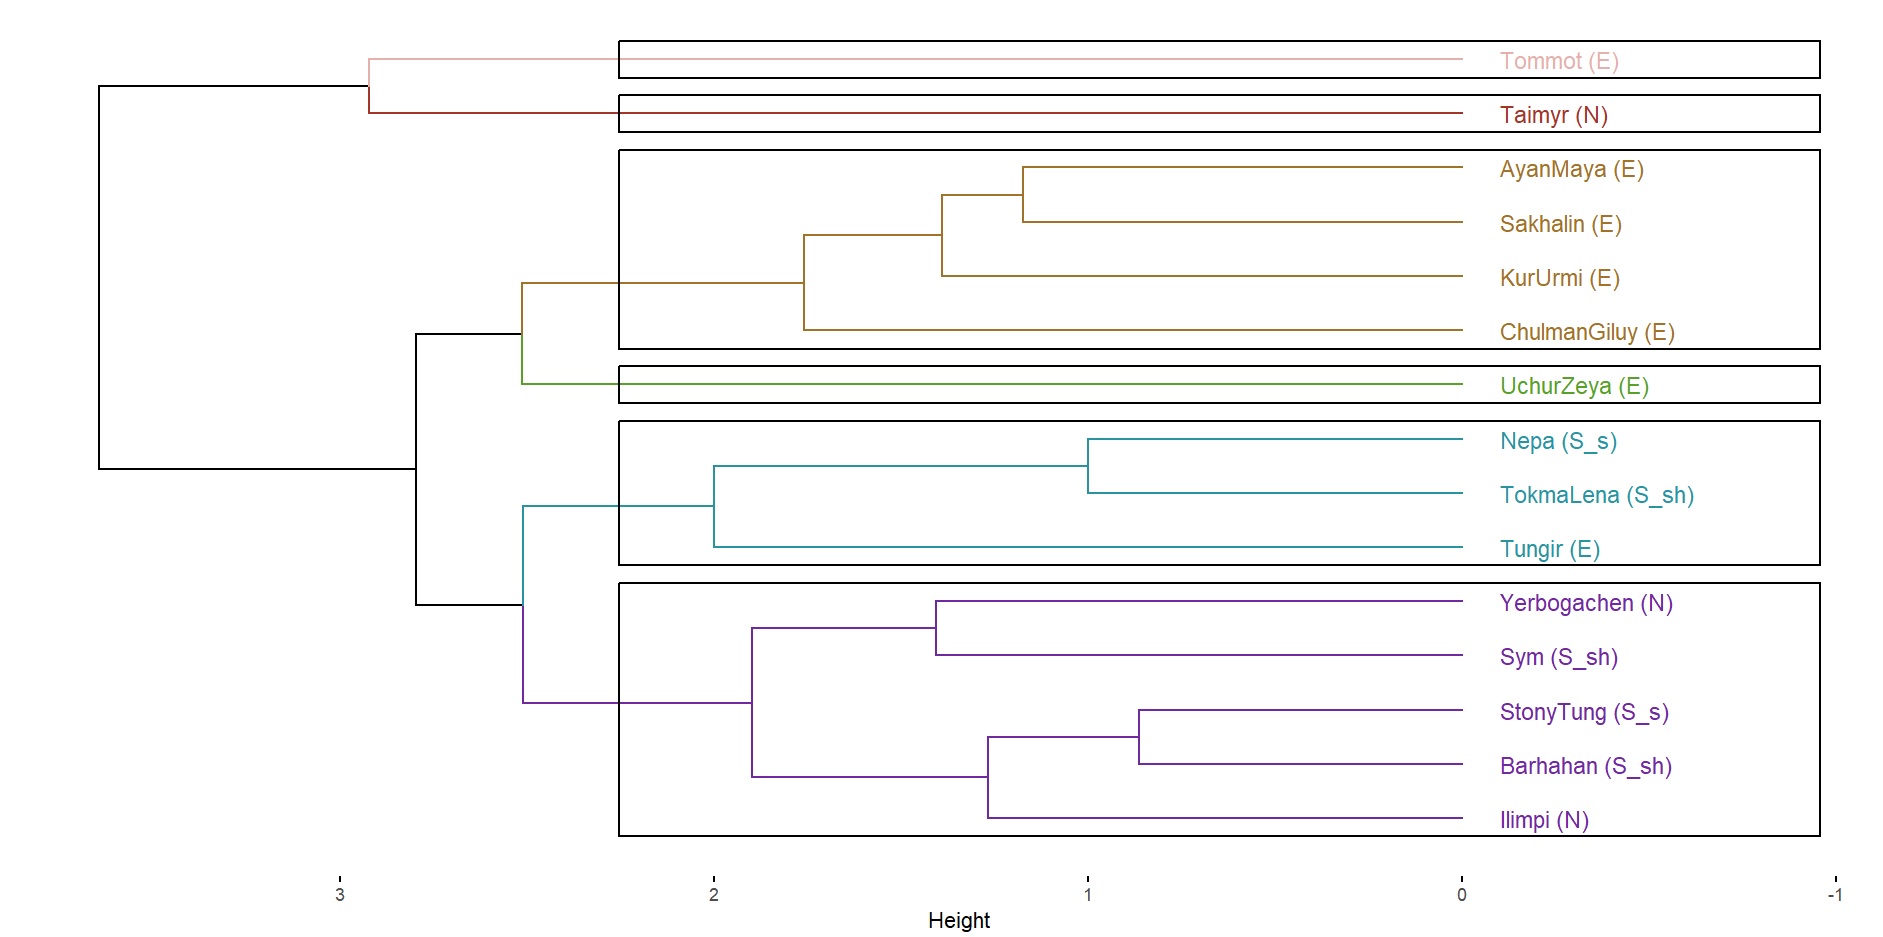 Tommot (E)
Taimyr (N)
AyanMaya (E)
Sakhalin (E)
KurUrmi (E)
ChulmanGiluy (E)
UchurZeya (E)
Nepa (S_s)
TokmaLena (S_sh)
Tungir (E)
Yerbogachen (N)
Sym (S_sh)
StonyTung (S_s)
Barhahan (S_sh)
Ilimpi (N)
3 2 1 0 -1
Height